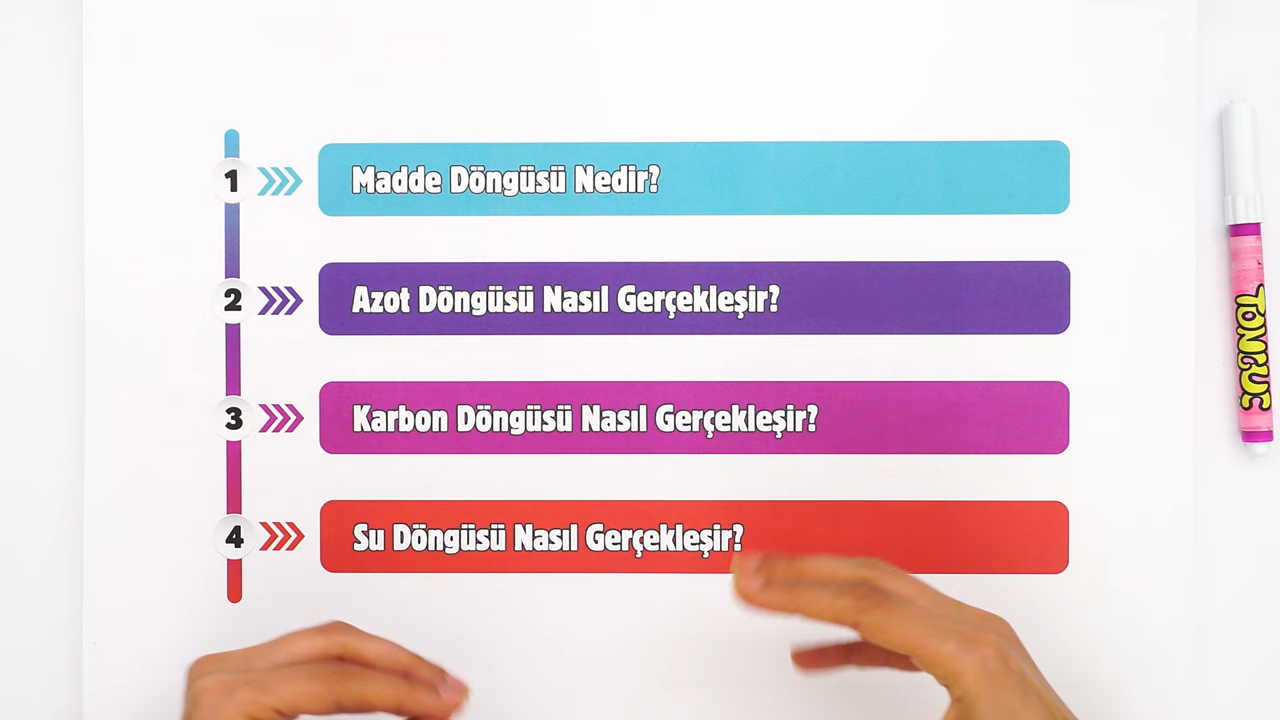 1
Madde Döngüsü Nedir?
2
Azot Döngüsü Nasıl Gerçekleşir?
3
Karbon Döngüsü Nasıl Gerçekleşir?
4
Su Döngüsü Nasıl Gerçekleşir?
TONGUÇ